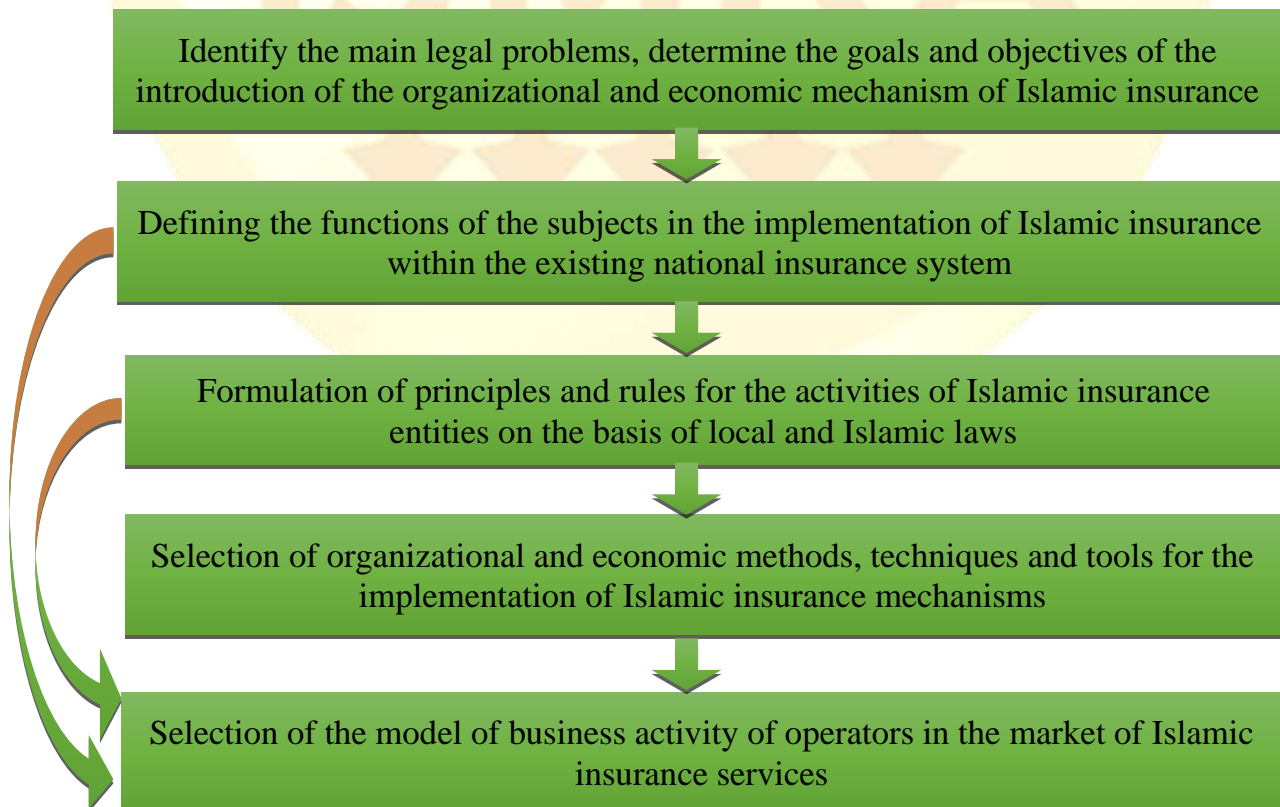 Identify the main legal problems, determine the goals and objectives of the
introduction of the organizational and economic mechanism of Islamic insurance
Defining the functions of the subjects in the implementation of Islamic insurance
within the existing national insurance system
Formulation of principles and rules for the activities of Islamic insurance
entities on the basis of local and Islamic laws
Selection of organizational and economic methods, techniques and tools for the
implementation of Islamic insurance mechanisms
Selection of the model of business activity of operators in the market of Islamic
insurance services